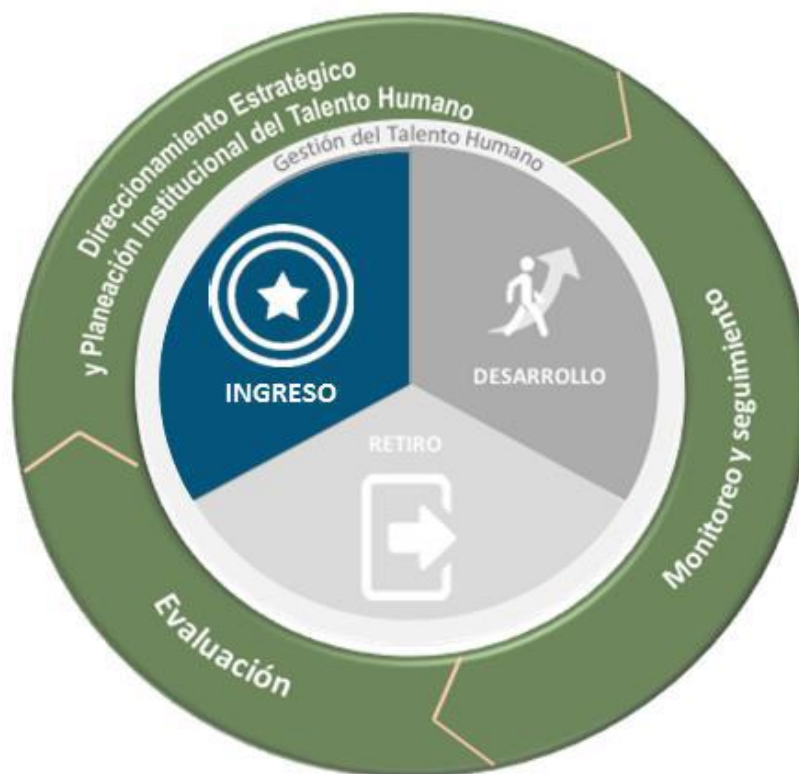 Direccionamiento Estratégico
y Planeación Institucional del Talento Humano
Gestión del Talento Humano
INGRESO
DESARROLLO
RETIRO
Monitoreo y seguimiento
Evaluación